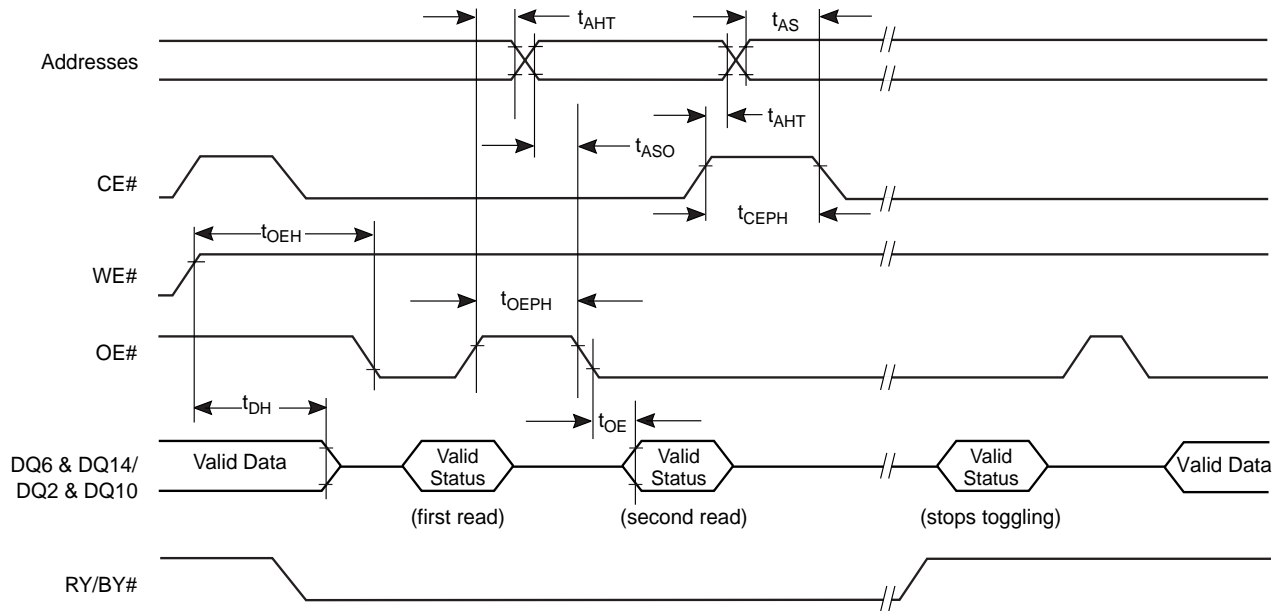 tAHT
tAS
Addresses
tAHT
tASO
CE#
tCEPH
tOEH
WE#
tOEPH
OE#
tDH
tOE
DQ6 & DQ14/
DQ2 & DQ10
Valid Data
Valid
Status
Valid
Status
Valid
Status
Valid Data
(first read)
(second read)
(stops toggling)
RY/BY#